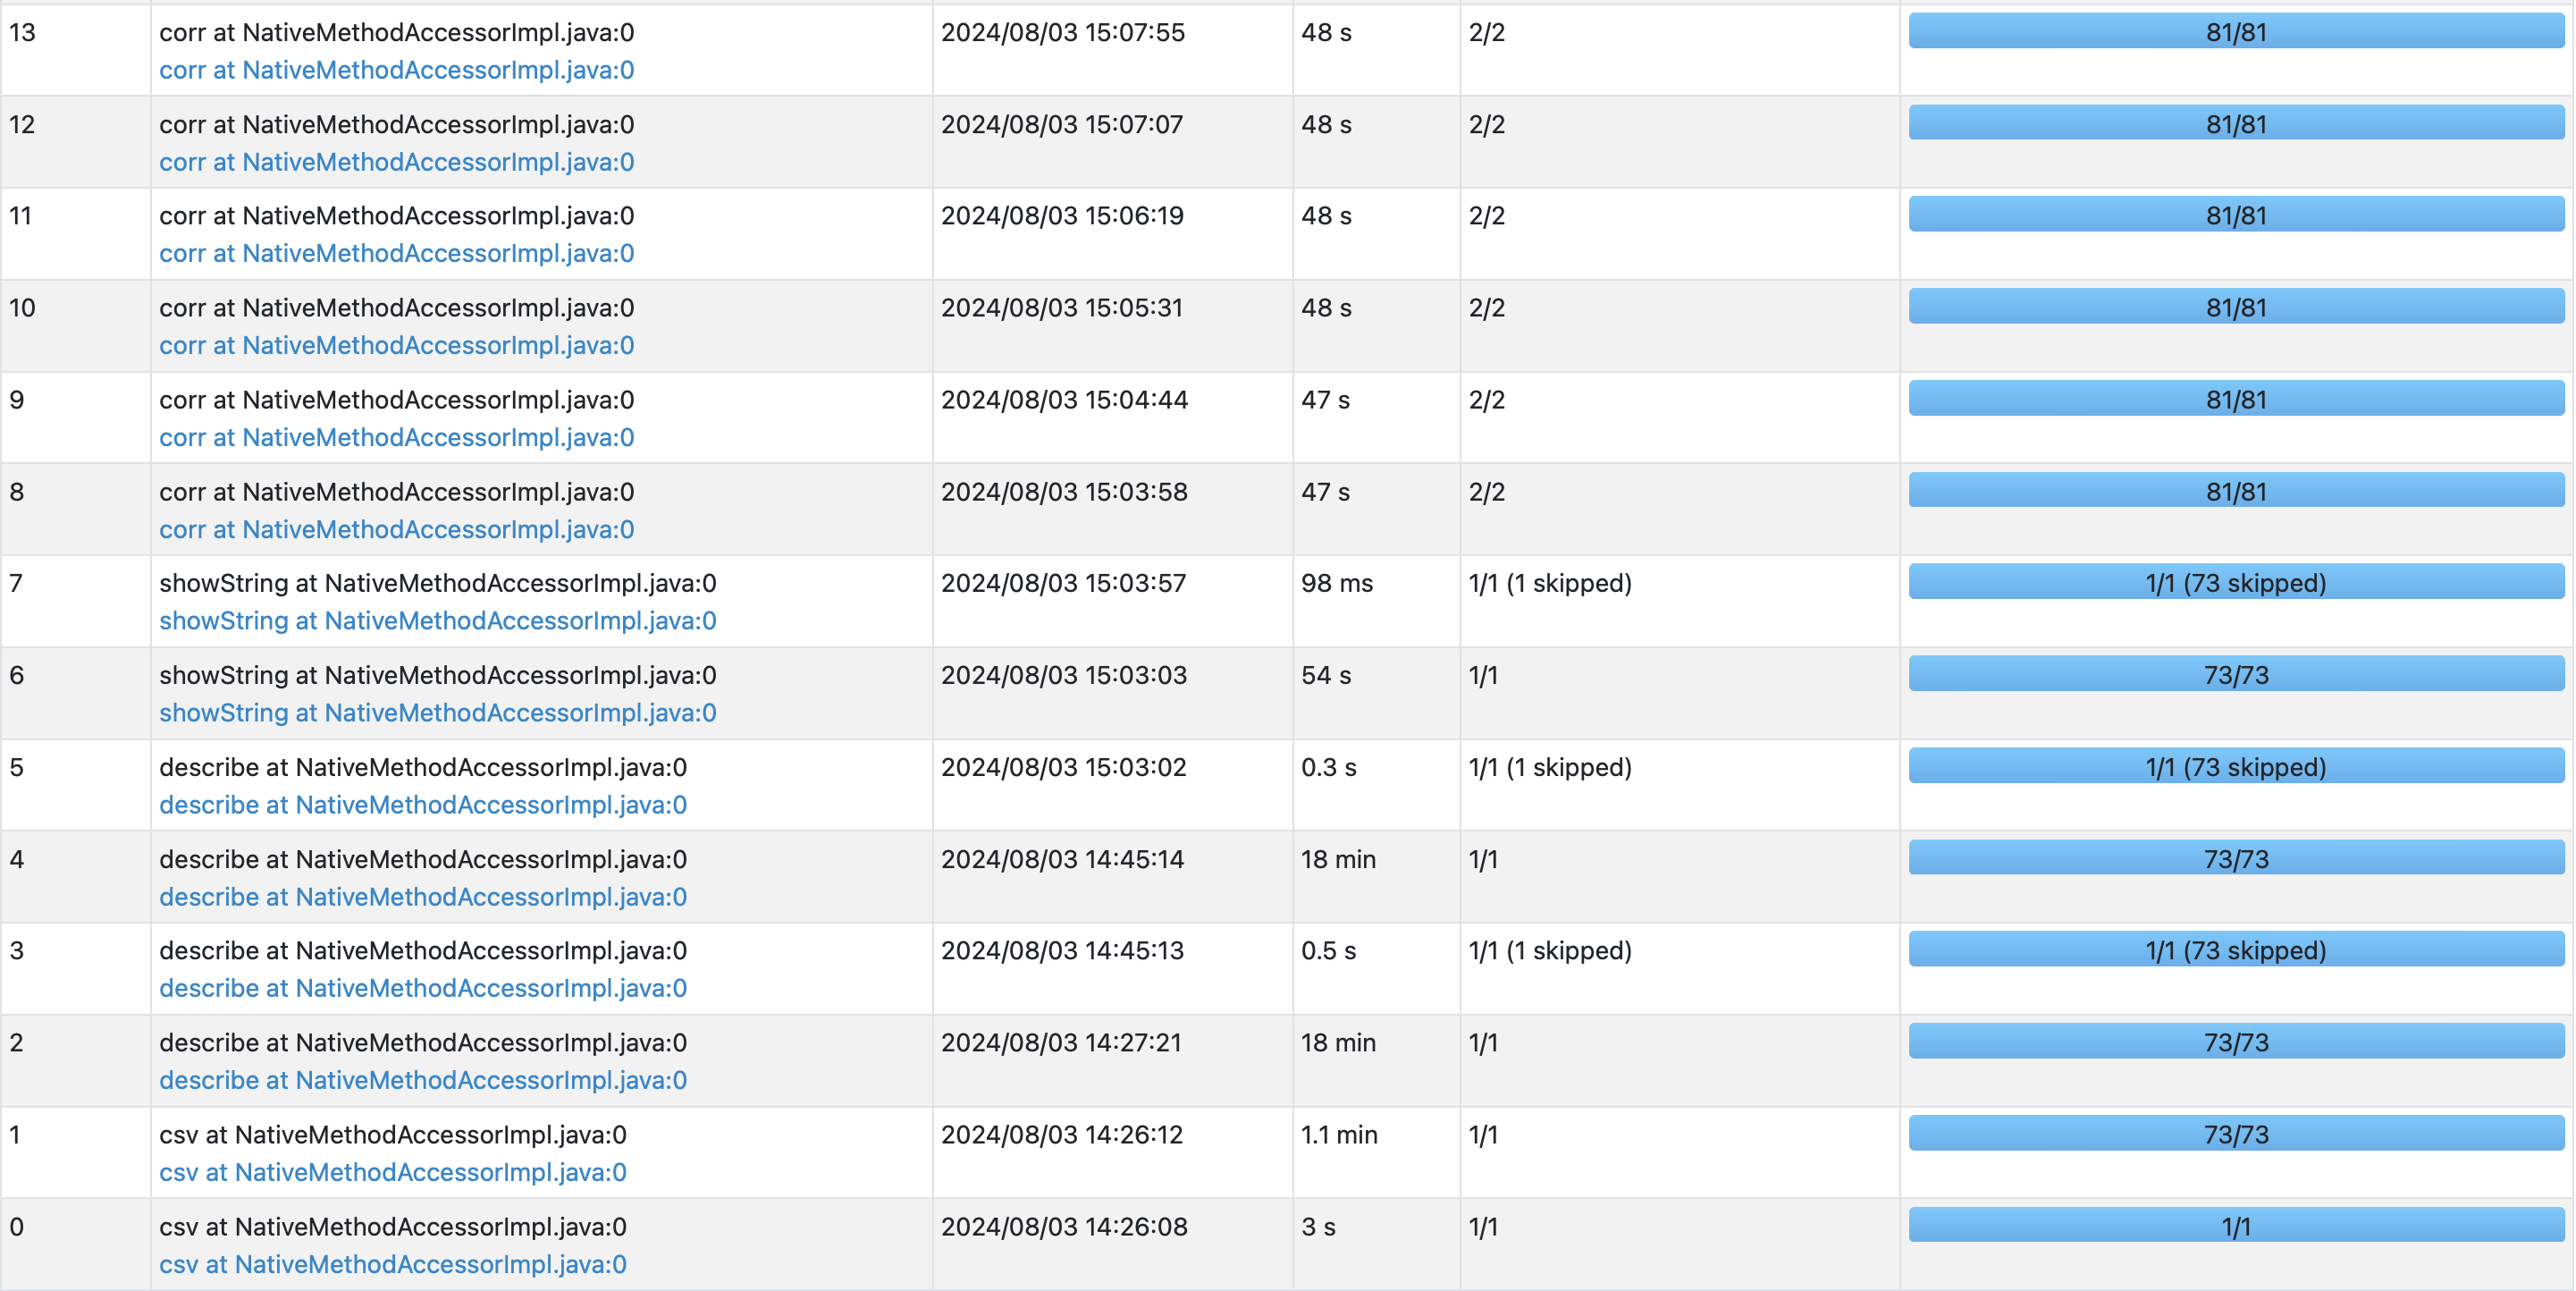 13 corr at NativeMethodAccessorImpl.java:0 2024/08/03 15:07:55 48 s 2/2 81/81
corr at NativeMethodAccessorImpl.java:0
12 corr at NativeMethodAccessorImpl.java:0 2024/08/03 15:07:07 48 s 2/2 81/81
corr at NativeMethodAccessorImpl.java:0
11 corr at NativeMethodAccessorImpl.java:0 2024/08/03 15:06:19 48 s 2/2 81/81
corr at NativeMethodAccessorImpl.java:0
10 corr at NativeMethodAccessorImpl.java:0 2024/08/03 15:05:31 48 s 2/2 81/81
corr at NativeMethodAccessorImpl.java:0
9 corr at NativeMethodAccessorImpl.java:0 2024/08/03 15:04:44 47 s 2/2 81/81
corr at NativeMethodAccessorImpl.java:0
8 corr at NativeMethodAccessorImpl.java:0 2024/08/03 15:03:58 47 s 2/2 81/81
corr at NativeMethodAccessorImpl.java:0
7 showString at NativeMethodAccessorImpl.java:0 2024/08/03 15:03:57 98 ms 1/1 (1 skipped) 1/1 (73 skipped)
showString at NativeMethodAccessorImpl.java:0
6 showString at NativeMethodAccessorImpl.java:0 2024/08/03 15:03:03 54 s 1/1 73/73
showString at NativeMethodAccessorImpl.java:0
5 describe at NativeMethodAccessorImpl.java:0 2024/08/03 15:03:02 0.3 s 1/1 (1 skipped) 1/1 (73 skipped)
describe at NativeMethodAccessorImpl.java:0
4 describe at NativeMethodAccessorImpl.java:0 2024/08/03 14:45:14 18 min 1/1 73/73
describe at NativeMethodAccessorImpl.java:0
3 describe at NativeMethodAccessorImpl.java:0 2024/08/03 14:45:13 0.5 s 1/1 (1 skipped) 1/1 (73 skipped)
describe at NativeMethodAccessorImpl.java:0
2 describe at NativeMethodAccessorImpl.java:0 2024/08/03 14:27:21 18 min 1/1 73/73
describe at NativeMethodAccessorImpl.java:0
1 csv at NativeMethodAccessorImpl.java:0 2024/08/03 14:26:12 1.1 min 1/1 73/73
csv at NativeMethodAccessorImpl.java:0
0 csv at NativeMethodAccessorImpl.java:0 2024/08/03 14:26:08 3 s 1/1 1/1
csv at NativeMethodAccessorImpl.java:0